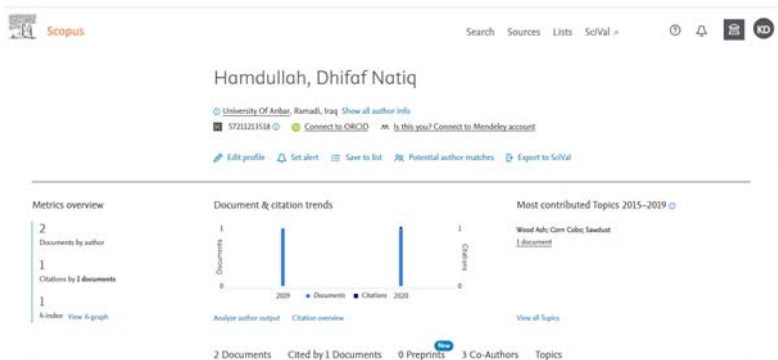 Scopus
Search Sources Lists SciVal
KD
Hamdullah, Dhifaf Natiq
University Of Anbar, Ramadi, Iraq Show all author info
57211213518 Connect to ORCID Is this you? Connect to Mendeley account
Edit profile Set alert Save to list Potential author matches Export to SciVal
Metrics overview
2
Documents by author
1
Citations by 1 documents
1
h-index: View h-graph
Document & citation trends
1 1
Documents
Citations
0 0
2019 2020
Documents Citations
Analyze author output Citation overview
Most contributed Topics 2015–2019
Wood Ash; Corn Cobs; Sawdust
1 document
View all Topics
New
2 Documents Cited by 1 Documents 0 Preprints 3 Co-Authors Topics